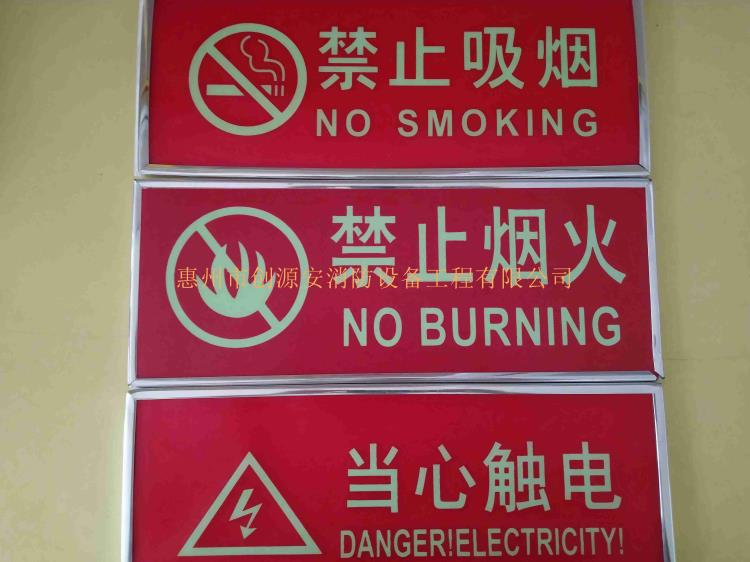 禁止吸烟
NO SMOKING
禁止烟火
惠州市创源安消防设备工程有限公司
NO BURNING
当心触电
DANGER!ELECTRICITY!